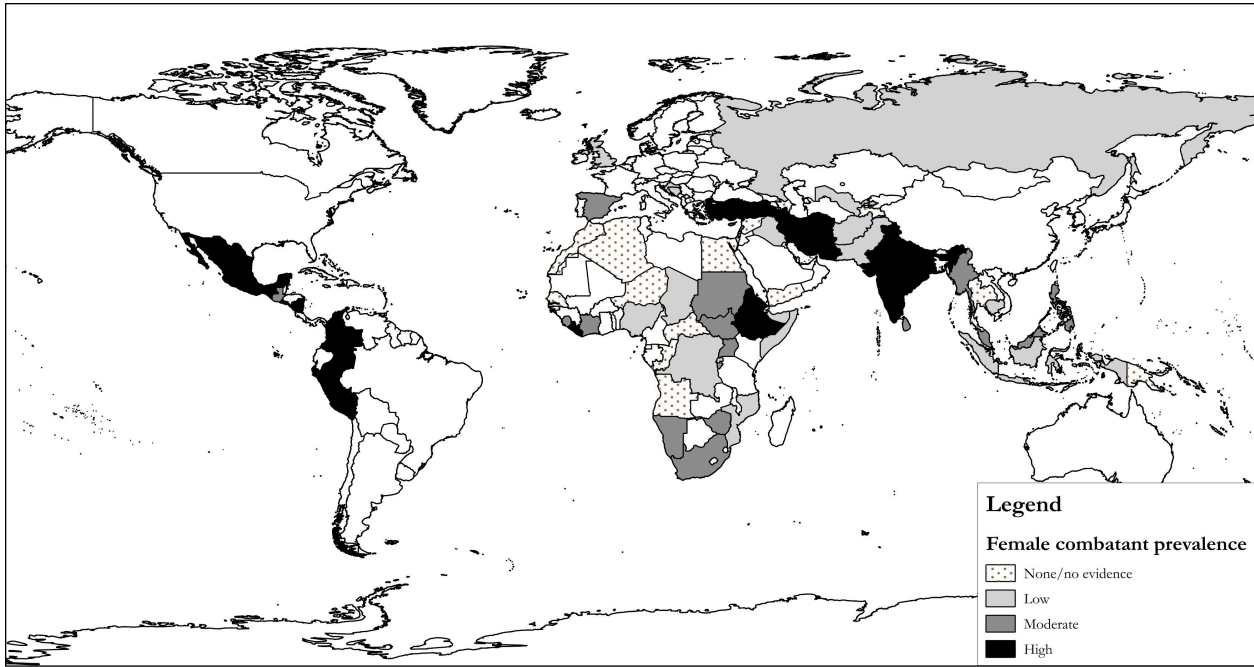 Legend
Female combatant prevalence
None/no evidence
Low
Moderate
High